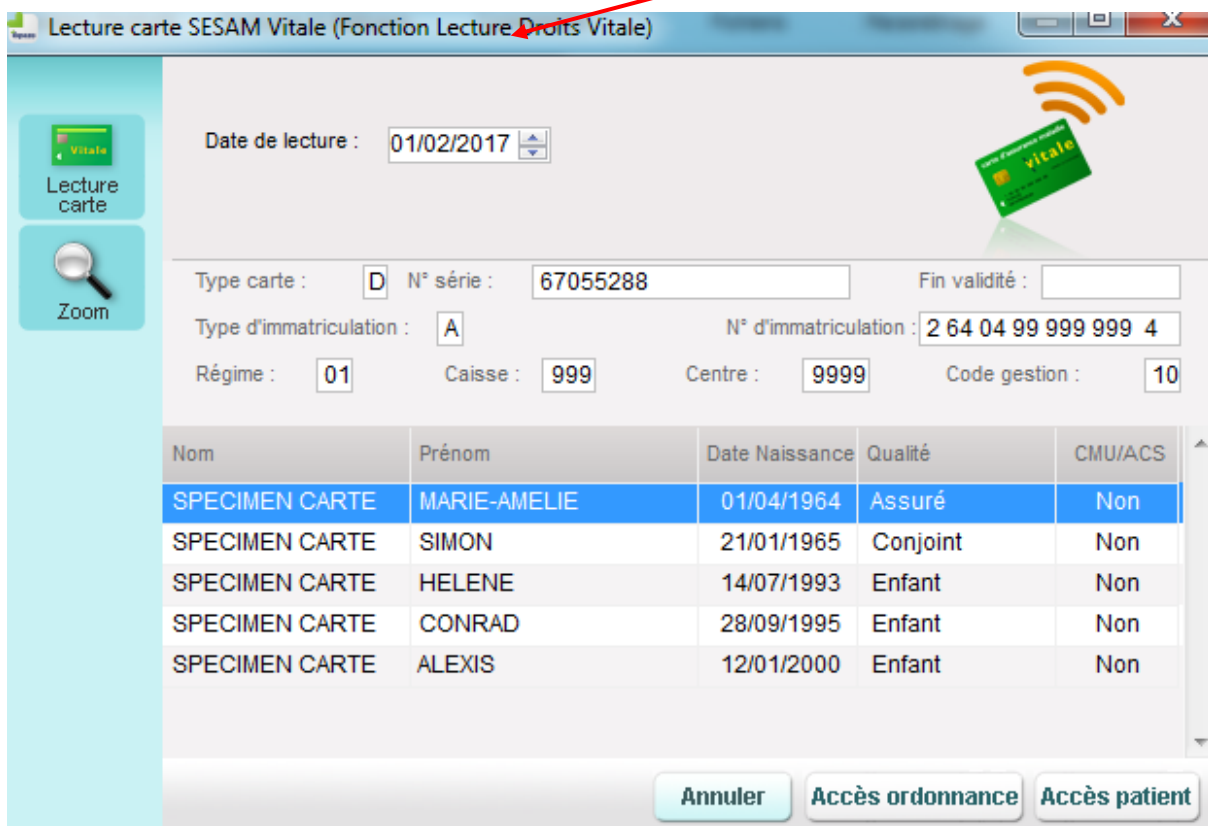 Lecture carte SESAM Vitale (Fonction Lecture Droits Vitale)
Vitale
Lecture
carte
Zoom
Date de lecture : 01/02/2017
carte d'assurance maladie
vitale
Type carte : D N° série : 67055288 Fin validité :
Type d'immatriculation : A N° d'immatriculation : 2 64 04 99 999 999 4
Régime : 01 Caisse : 999 Centre : 9999 Code gestion : 10
Nom Prénom Date Naissance Qualité CMU/ACS
SPECIMEN CARTE MARIE-AMELIE 01/04/1964 Assuré Non
SPECIMEN CARTE SIMON 21/01/1965 Conjoint Non
SPECIMEN CARTE HELENE 14/07/1993 Enfant Non
SPECIMEN CARTE CONRAD 28/09/1995 Enfant Non
SPECIMEN CARTE ALEXIS 12/01/2000 Enfant Non
Annuler Accès ordonnance Accès patient